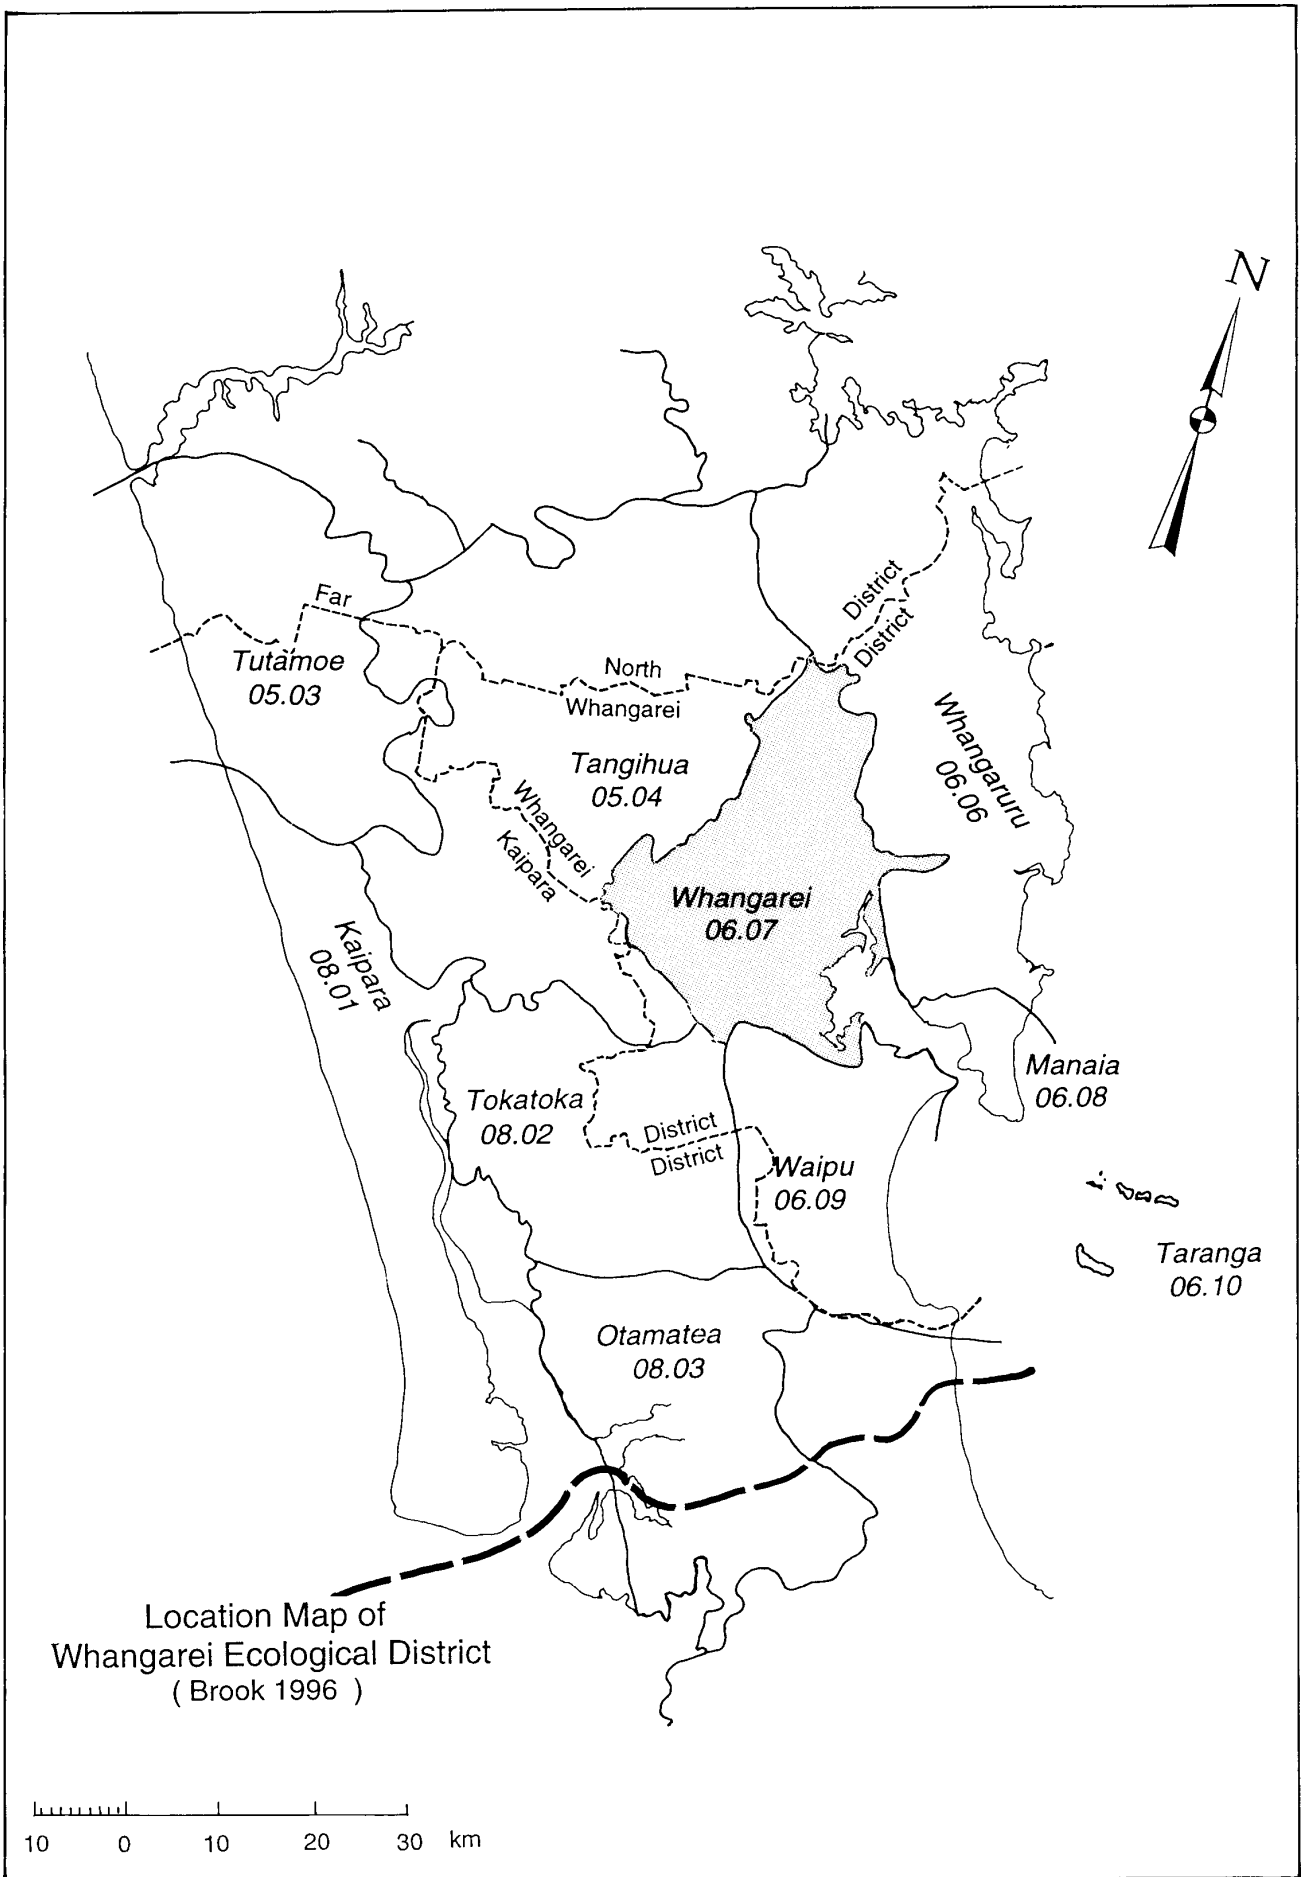 N
Far
District
District
Tutamoe
05.03
North
Whangarei
Whangaruru
06.06
Tangihua
05.04
Whangarei
Kaipara
Whangarei
06.07
Kaipara
08.01
Manaia
06.08
Tokatoka
08.02
District
District
Waipu
06.09
Taranga
06.10
Otamatea
08.03
Location Map of
Whangarei Ecological District
( Brook 1996 )
10 0 10 20 30 km